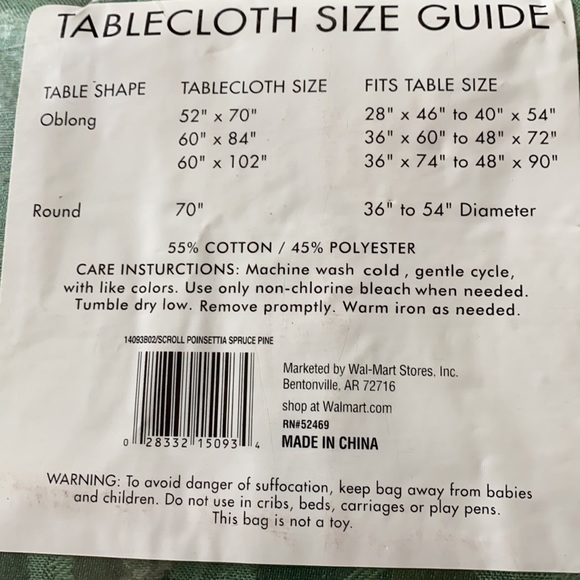 TABLECLOTH SIZE GUIDE
TABLE SHAPE TABLECLOTH SIZE FITS TABLE SIZE
Oblong 52" x 70" 28" x 46" to 40" x 54"
60" x 84" 36" x 60" to 48" x 72"
60" x 102" 36" x 74" to 48" x 90"
Round 70" 36" to 54" Diameter
55% COTTON / 45% POLYESTER
CARE INSTURCTIONS: Machine wash cold , gentle cycle,
with like colors. Use only non-chlorine bleach when needed.
Tumble dry low. Remove promptly. Warm iron as needed.
14093B02/SCROLL POINSETTIA SPRUCE PINE
Marketed by Wal-Mart Stores, Inc.
Bentonville, AR 72716
shop at Walmart.com
RN#52469
MADE IN CHINA
0 28332 15093 4
WARNING: To avoid danger of suffocation, keep bag away from babies
and children. Do not use in cribs, beds, carriages or play pens.
This bag is not a toy.